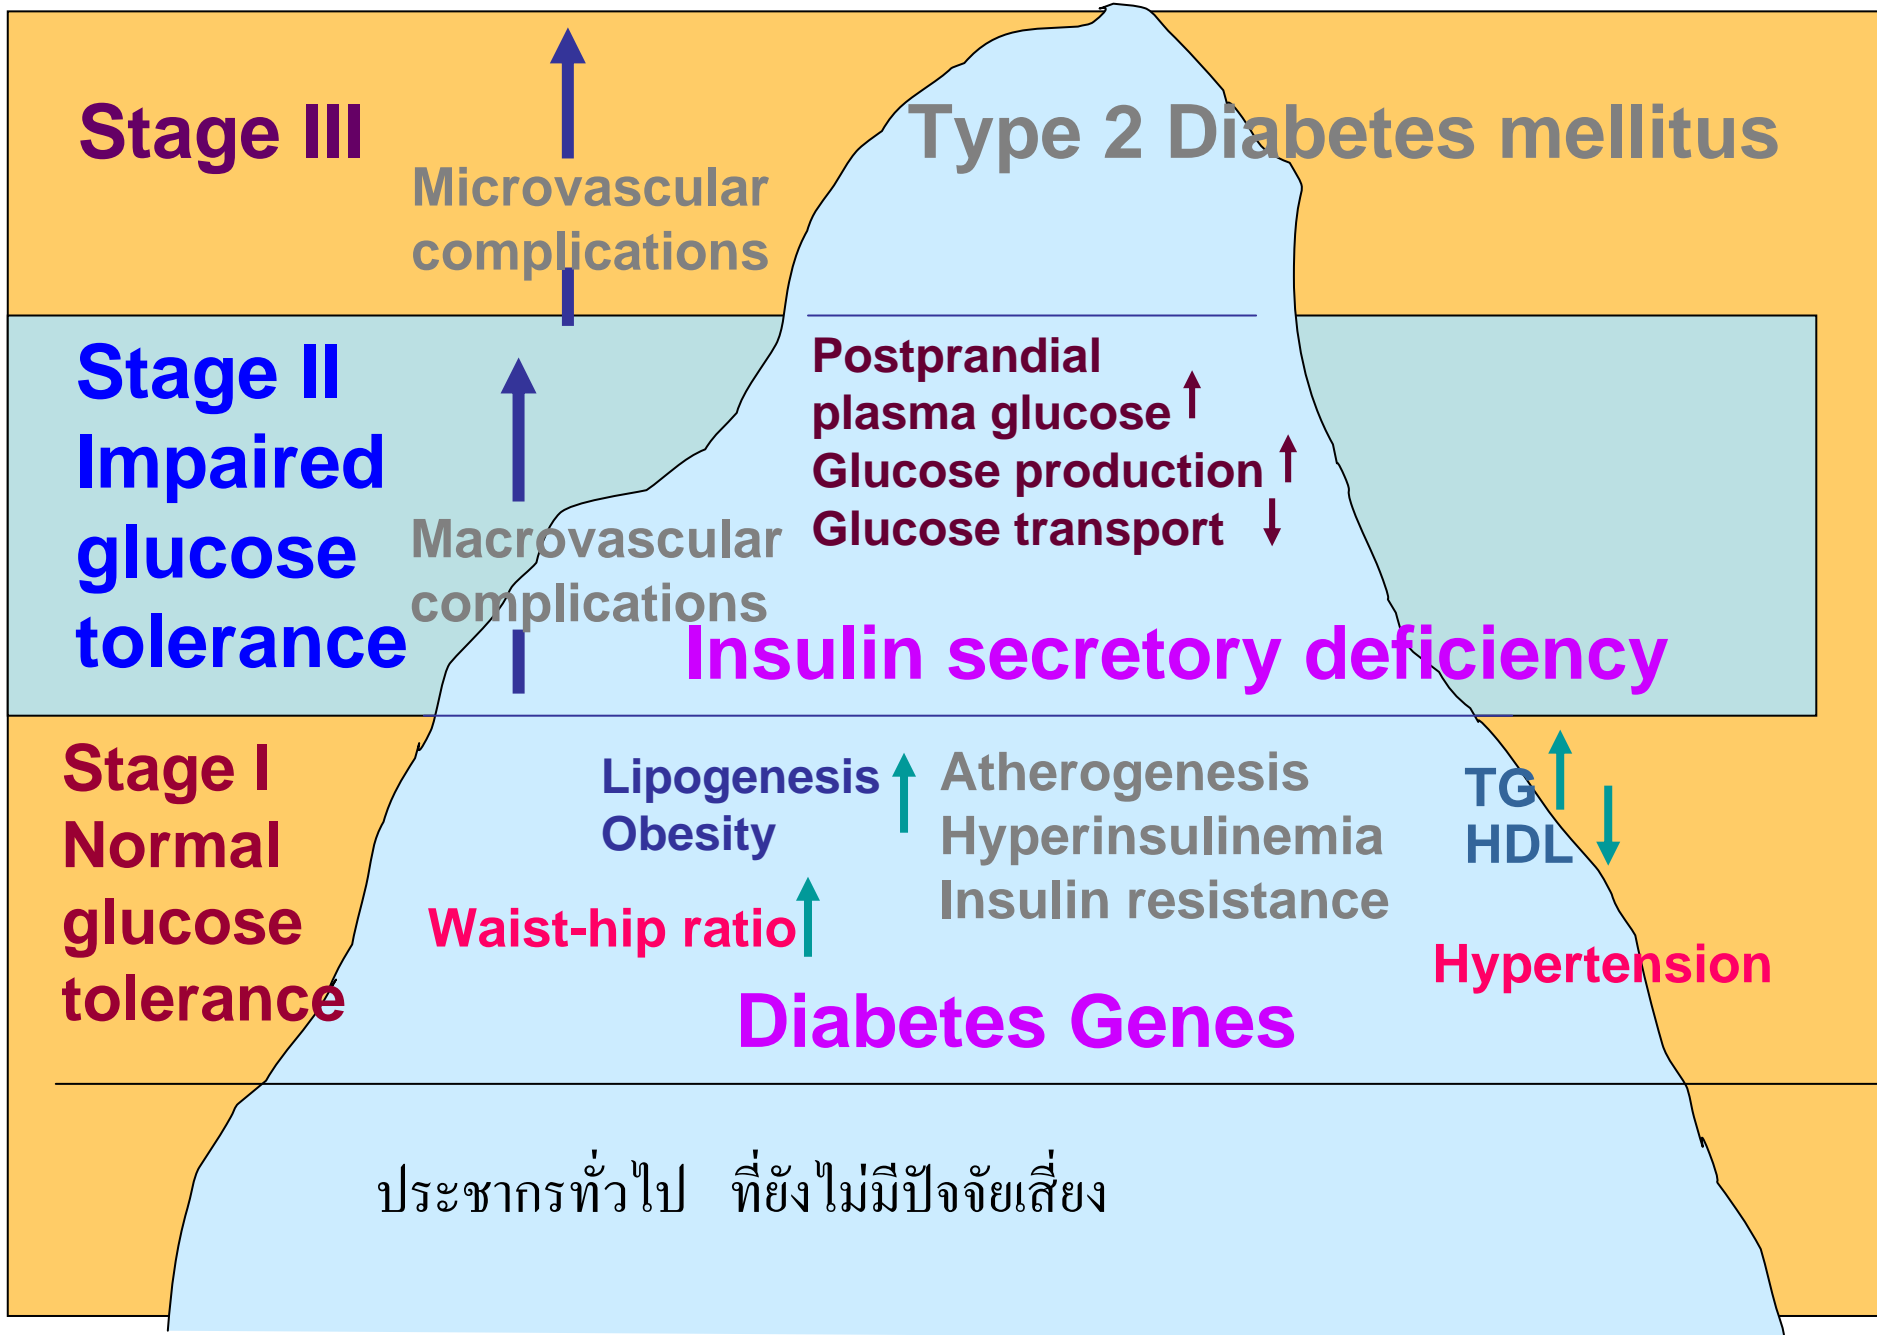 Stage III
Type 2 Diabetes mellitus
Microvascular
complications
Stage II
Impaired
glucose
tolerance
Postprandial
plasma glucose ↑
Glucose production ↑
Glucose transport ↓
Macrovascular
complications
Insulin secretory deficiency
Stage I
Normal
glucose
tolerance
Lipogenesis ↑
Obesity
Atherogenesis
Hyperinsulinemia
Insulin resistance
TG ↑
HDL ↓
Waist-hip ratio ↑
Hypertension
Diabetes Genes
ประชากรทั่วไป ที่ยังไม่มีปัจจัยเสี่ยง